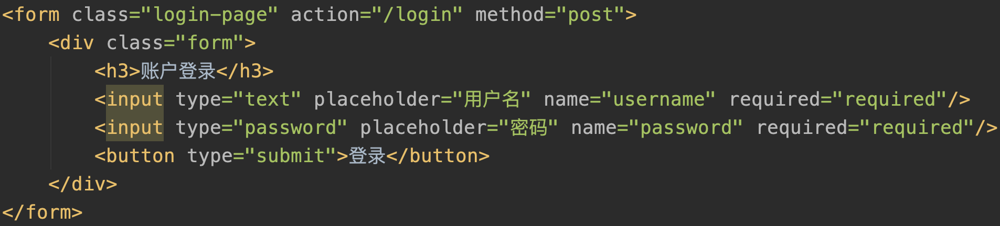 <form class="login-page" action="/login" method="post">
    <div class="form">
        <h3>账户登录</h3>
        <input type="text" placeholder="用户名" name="username" required="required"/>
        <input type="password" placeholder="密码" name="password" required="required"/>
        <button type="submit">登录</button>
    </div>
</form>